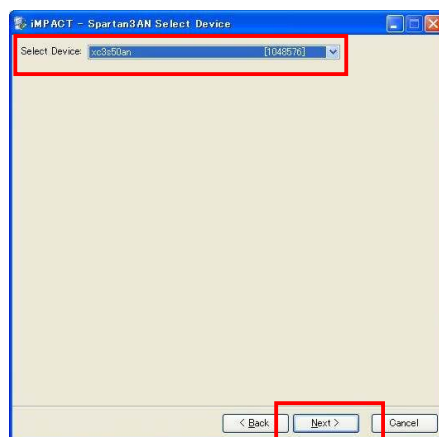 iMPACT - Spartan3AN Select Device
Select Device: xc3s50an [1048576]
< Back Next > Cancel